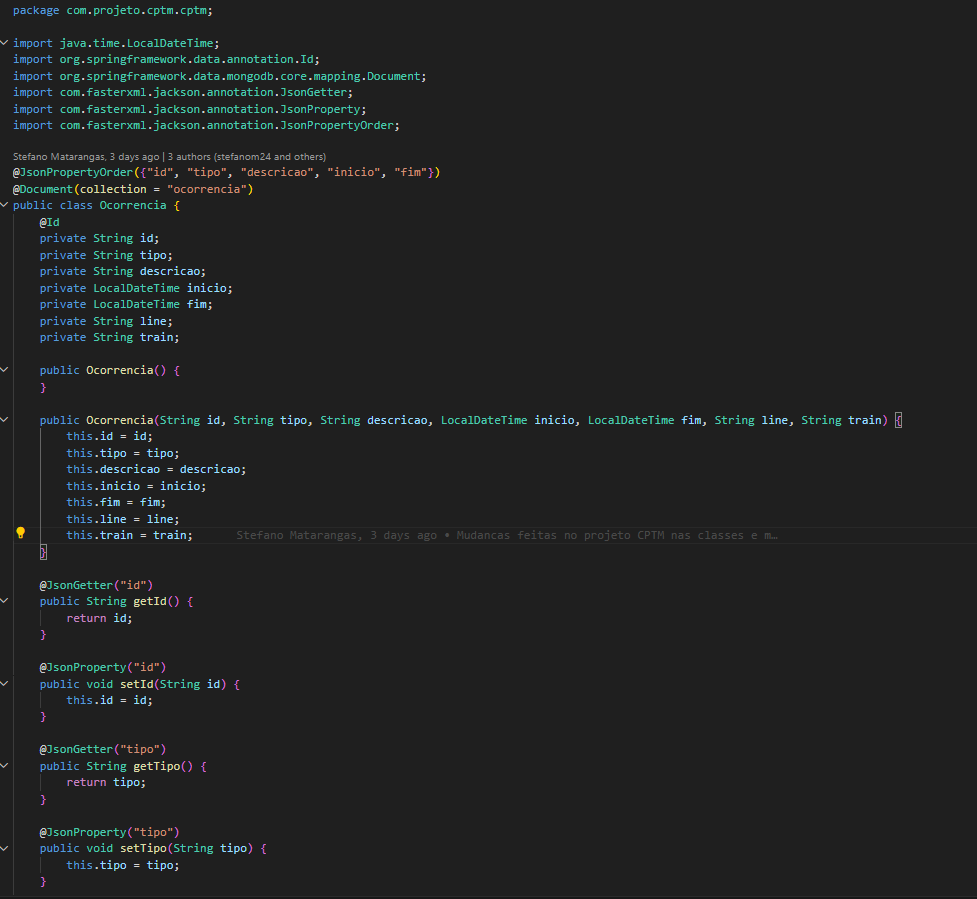 package com.projeto.cptm.cptm;
import java.time.LocalDateTime;
import org.springframework.data.annotation.Id;
import org.springframework.data.mongodb.core.mapping.Document;
import com.fasterxml.jackson.annotation.JsonGetter;
import com.fasterxml.jackson.annotation.JsonProperty;
import com.fasterxml.jackson.annotation.JsonPropertyOrder;
Stefano Matarangas, 3 days ago | 3 authors (stefanom24 and others)
@JsonPropertyOrder({"id", "tipo", "descricao", "inicio", "fim"})
@Document(collection = "ocorrencia")
public class Ocorrencia {
@Id
private String id;
private String tipo;
private String descricao;
private LocalDateTime inicio;
private LocalDateTime fim;
private String line;
private String train;
public Ocorrencia() {
}
public Ocorrencia(String id, String tipo, String descricao, LocalDateTime inicio, LocalDateTime fim, String line, String train) {
this.id = id;
this.tipo = tipo;
this.descricao = descricao;
this.inicio = inicio;
this.fim = fim;
this.line = line;
this.train = train; Stefano Matarangas, 3 days ago • Mudancas feitas no projeto CPTM nas classes e m…
}
@JsonGetter("id")
public String getId() {
return id;
}
@JsonProperty("id")
public void setId(String id) {
this.id = id;
}
@JsonGetter("tipo")
public String getTipo() {
return tipo;
}
@JsonProperty("tipo")
public void setTipo(String tipo) {
this.tipo = tipo;
}